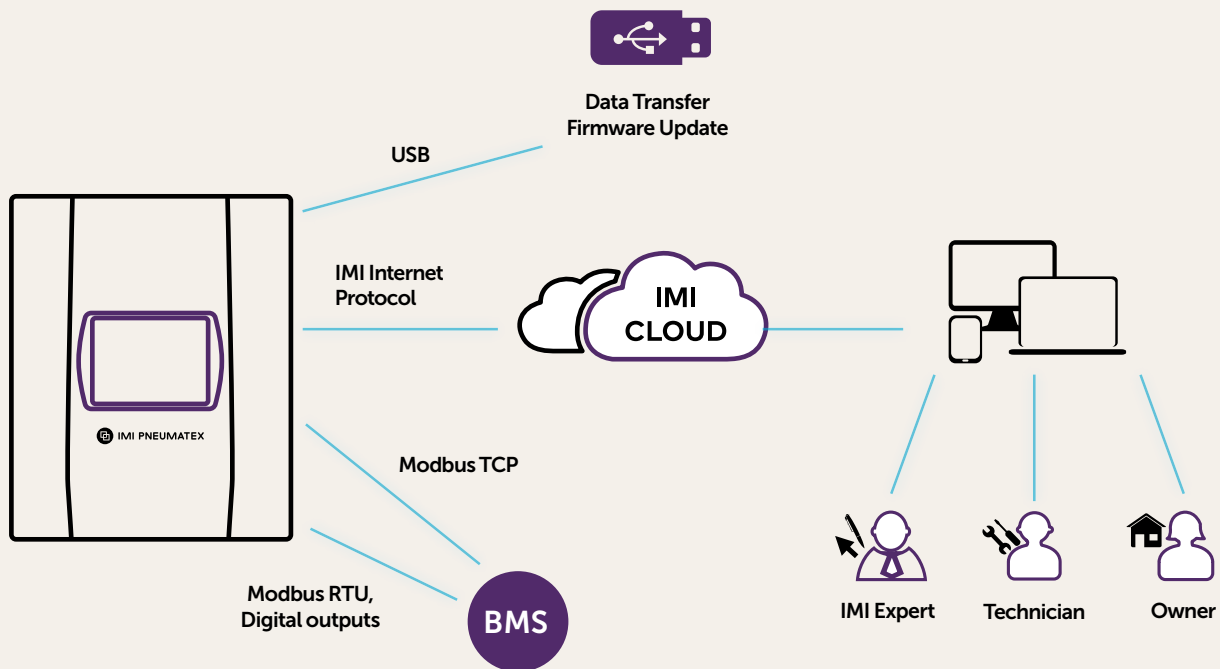 Data Transfer
Firmware Update
USB
IMI Internet
Protocol
IMI
CLOUD
IMI PNEUMATEX
Modbus TCP
Modbus RTU,
Digital outputs
BMS
IMI Expert
Technician
Owner